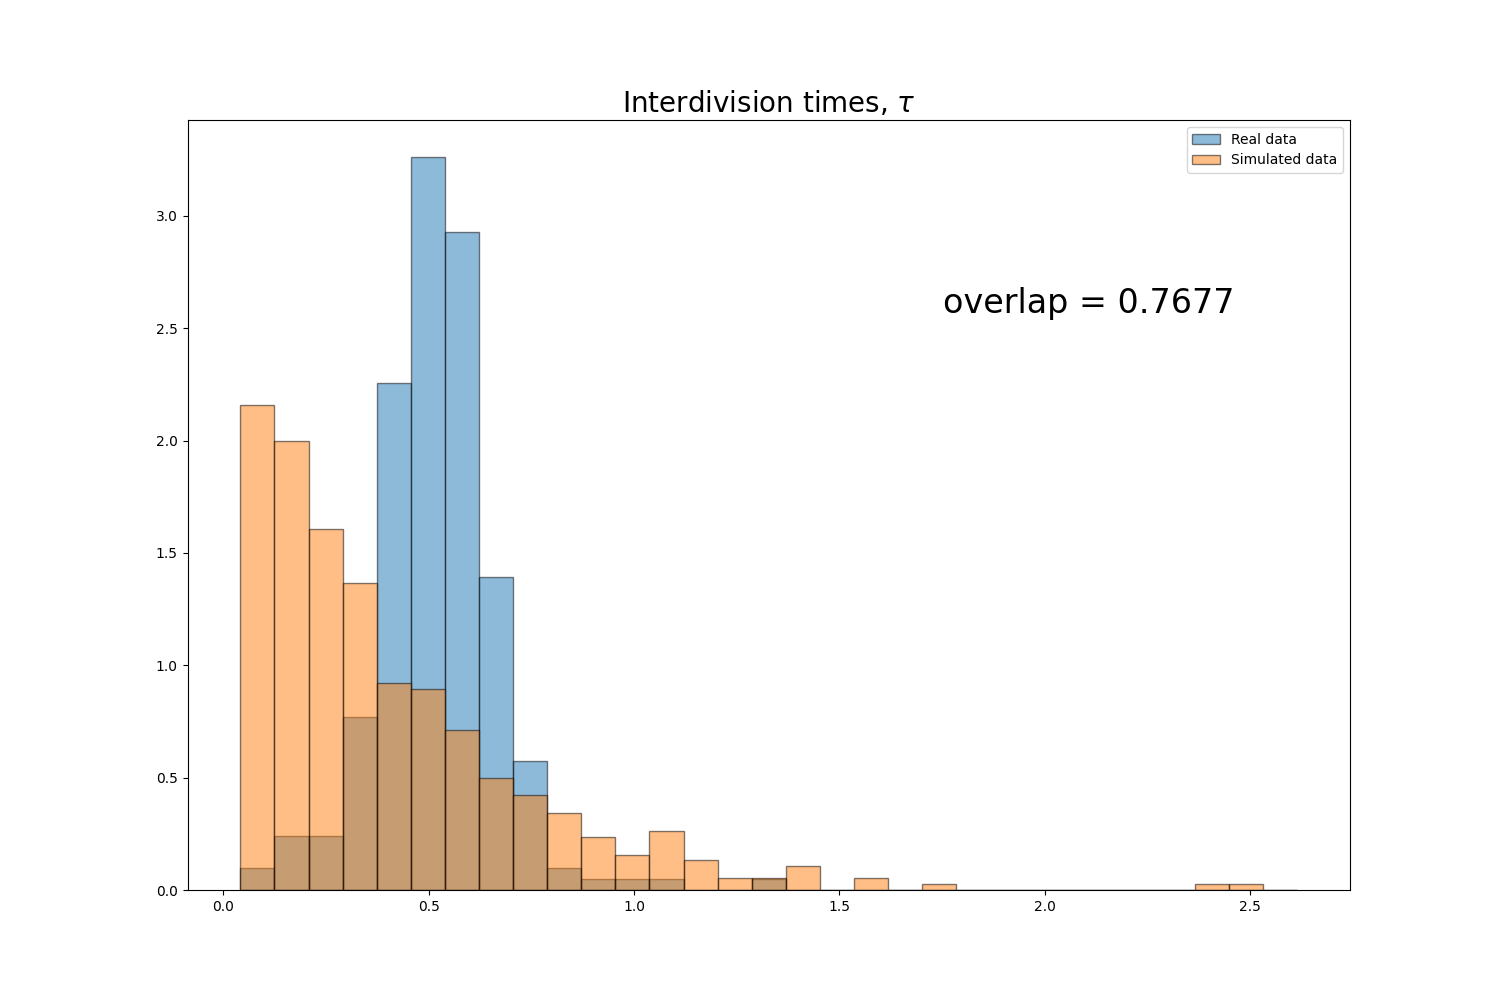 Interdivision times, τ
Real data
Simulated data
overlap = 0.7677
3.0
2.5
2.0
1.5
1.0
0.5
0.0
0.0 0.5 1.0 1.5 2.0 2.5